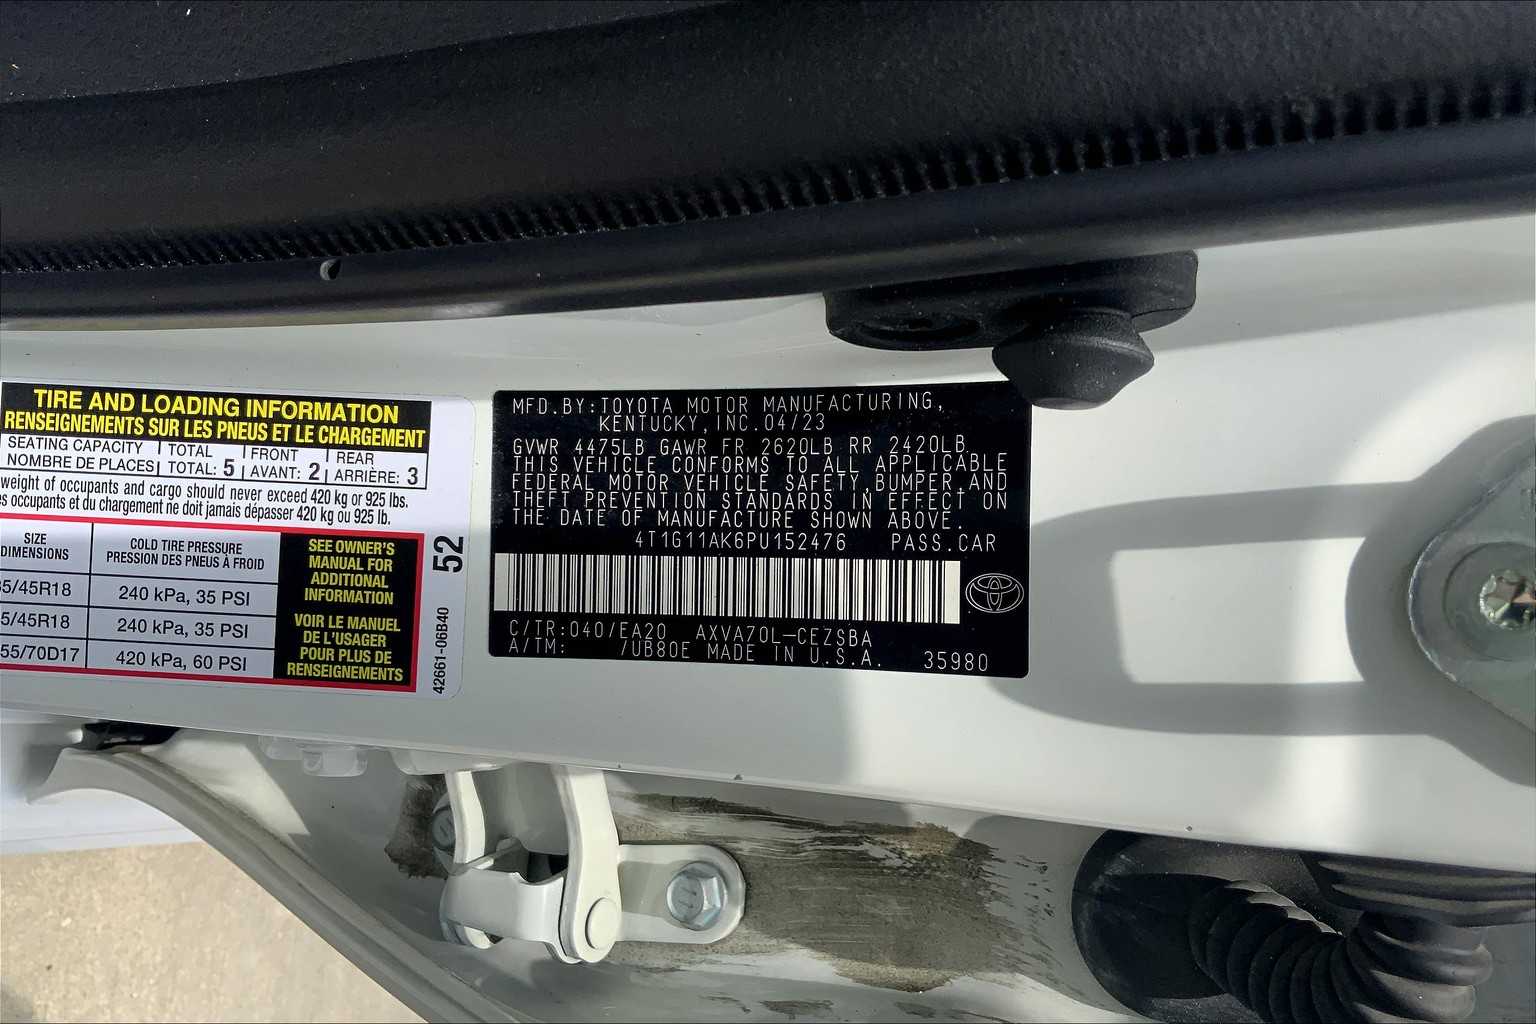 TIRE AND LOADING INFORMATION
RENSEIGNEMENTS SUR LES PNEUS ET LE CHARGEMENT
SEATING CAPACITY TOTAL FRONT REAR
NOMBRE DE PLACES TOTAL: 5 AVANT: 2 ARRIÈRE: 3
weight of occupants and cargo should never exceed 420 kg or 925 lbs.
occupants et du chargement ne doit jamais dépasser 420 kg ou 925 lb.
SIZE
DIMENSIONS
COLD TIRE PRESSURE
PRESSION DES PNEUS À FROID
5/45R18 240 kPa, 35 PSI
5/45R18 240 kPa, 35 PSI
55/70D17 420 kPa, 60 PSI
SEE OWNER'S
MANUAL FOR
ADDITIONAL
INFORMATION
VOIR LE MANUEL
DE L'USAGER
POUR PLUS DE
RENSEIGNEMENTS
52
42661-06B40
MFD.BY:TOYOTA MOTOR MANUFACTURING,
KENTUCKY,INC.04/23
GVWR 4475LB GAWR FR 2620LB RR 2420LB
THIS VEHICLE CONFORMS TO ALL APPLICABLE
FEDERAL MOTOR VEHICLE SAFETY,BUMPER,AND
THEFT PREVENTION STANDARDS IN EFFECT ON
THE DATE OF MANUFACTURE SHOWN ABOVE.
4T1G11AK6PU152476 PASS.CAR
C/TR:040/EA20 AXVA70L-CEZSBA
A/TM: /UB80E MADE IN U.S.A. 35980